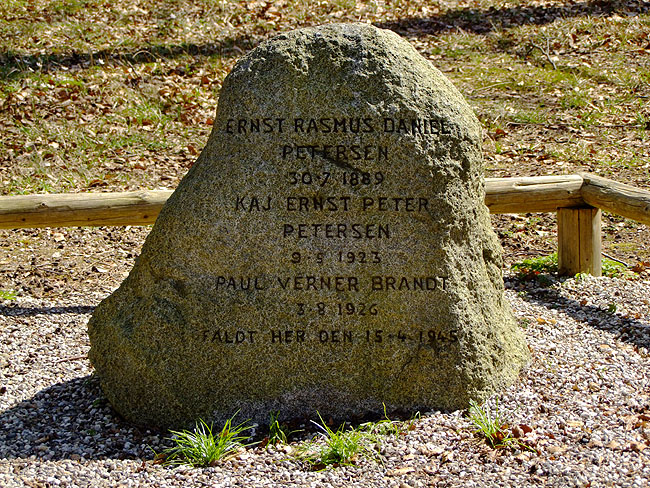 ERNST RASMUS DANIEL
PETERSEN
30·7 1889
KAJ ERNST PETER
PETERSEN
9-5 1923
PAUL VERNER BRANDT
3-8 1926
FALDT HER DEN 15-4-1945